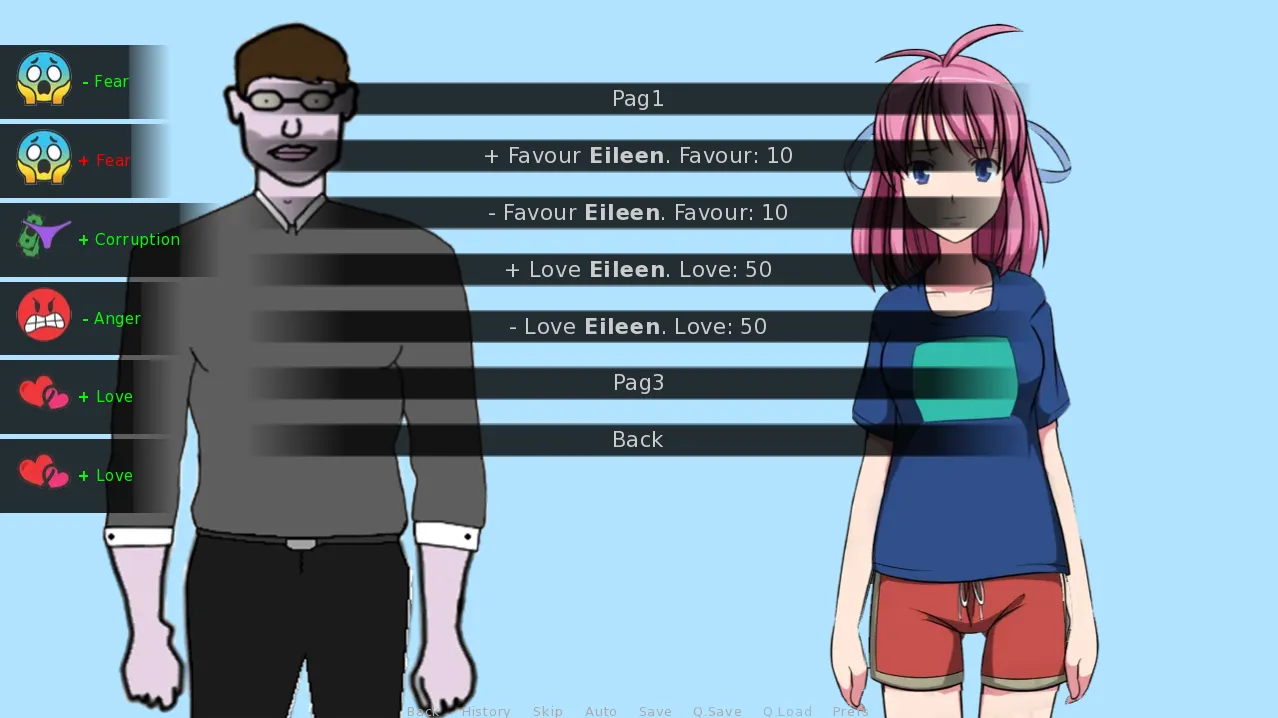 - Fear
+ Fear
+ Corruption
- Anger
+ Love
+ Love
Pag1
+ Favour Eileen. Favour: 10
- Favour Eileen. Favour: 10
+ Love Eileen. Love: 50
- Love Eileen. Love: 50
Pag3
Back
Back History Skip Auto Save Q.Save Q.Load Prefs